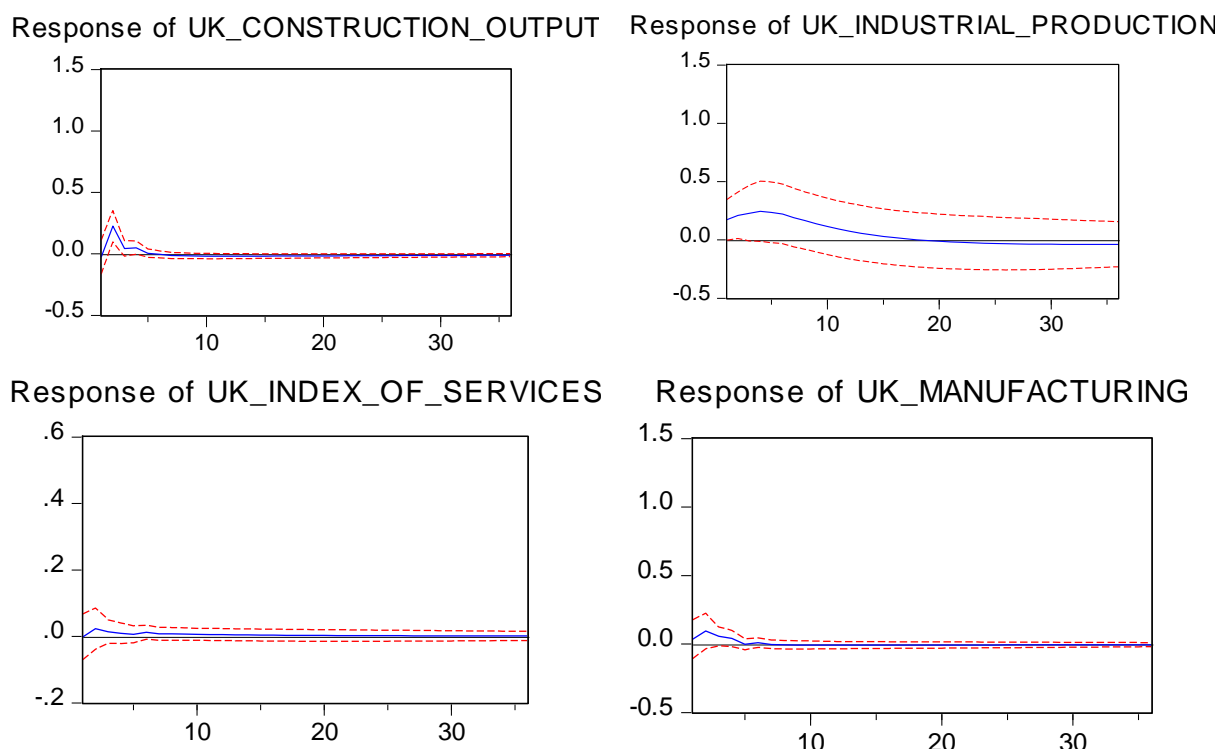 Response of UK_CONSTRUCTION_OUTPUT
1.5
1.0
0.5
0.0
-0.5
10 20 30
Response of UK_INDUSTRIAL_PRODUCTION
1.5
1.0
0.5
0.0
-0.5
10 20 30
Response of UK_INDEX_OF_SERVICES
.6
.4
.2
.0
-.2
10 20 30
Response of UK_MANUFACTURING
1.5
1.0
0.5
0.0
-0.5
10 20 30